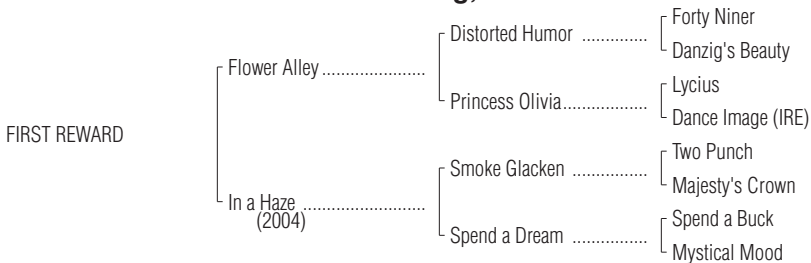 Forty Niner
Distorted Humor ..............
Danzig's Beauty
Flower Alley ......................
Lycius
Princess Olivia..................
Dance Image (IRE)
FIRST REWARD
Two Punch
Smoke Glacken ................
Majesty's Crown
In a Haze ..........................
(2004)
Spend a Buck
Spend a Dream ................
Mystical Mood